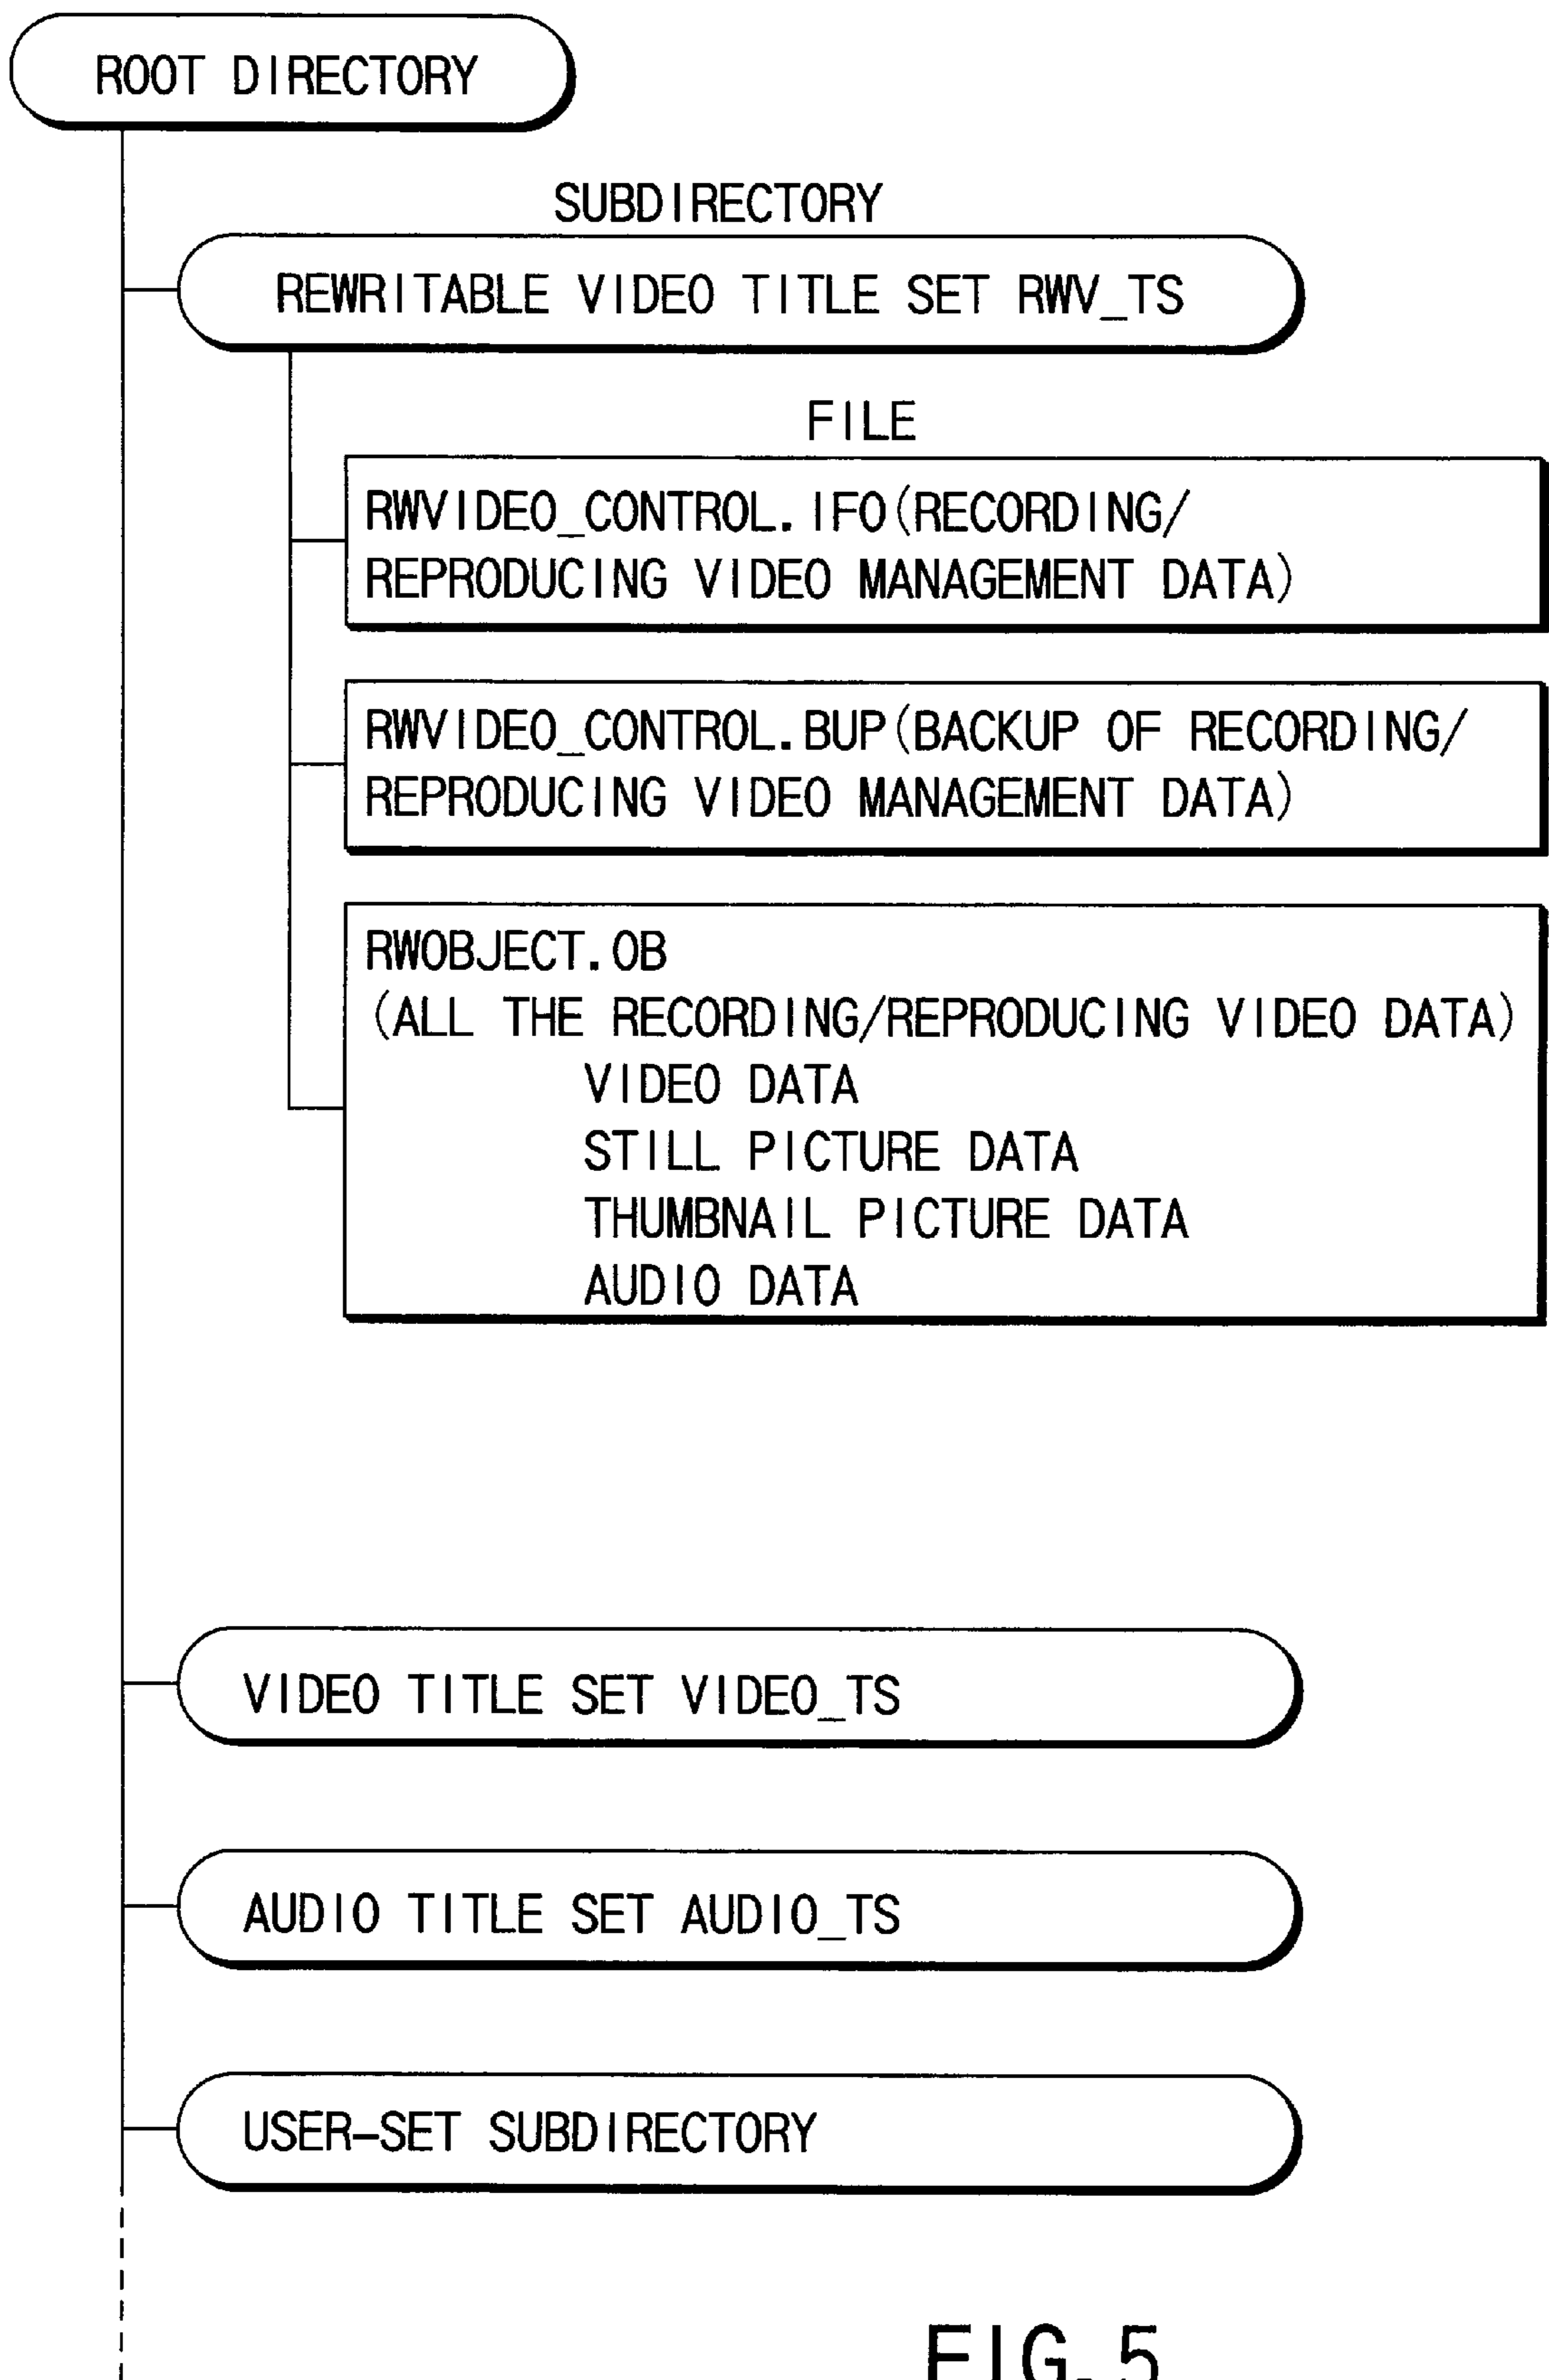 ROOT DIRECTORY
SUBDIRECTORY
REWRITABLE VIDEO TITLE SET RWV_TS
FILE
RWVIDEO_CONTROL.IFO(RECORDING/
REPRODUCING VIDEO MANAGEMENT DATA)
RWVIDEO_CONTROL.BUP(BACKUP OF RECORDING/
REPRODUCING VIDEO MANAGEMENT DATA)
RWOBJECT.OB
(ALL THE RECORDING/REPRODUCING VIDEO DATA)
VIDEO DATA
STILL PICTURE DATA
THUMBNAIL PICTURE DATA
AUDIO DATA
VIDEO TITLE SET VIDEO_TS
AUDIO TITLE SET AUDIO_TS
USER-SET SUBDIRECTORY
FIG.5